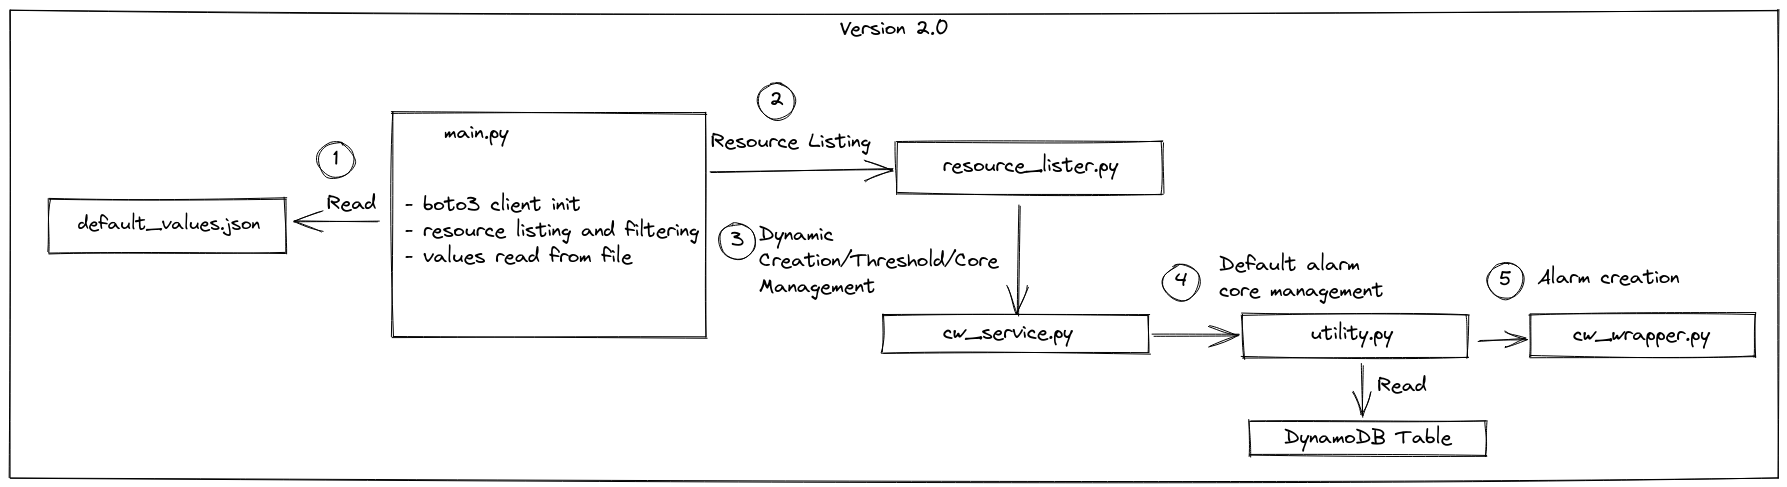 Version 2.0
1
Read
default_values.json
main.py
- boto3 client init
- resource listing and filtering
- values read from file
2
Resource Listing
resource_lister.py
3
Dynamic
Creation/Threshold/Core
Management
cw_service.py
4
Default alarm
core management
utility.py
Read
DynamoDB Table
5
Alarm creation
cw_wrapper.py